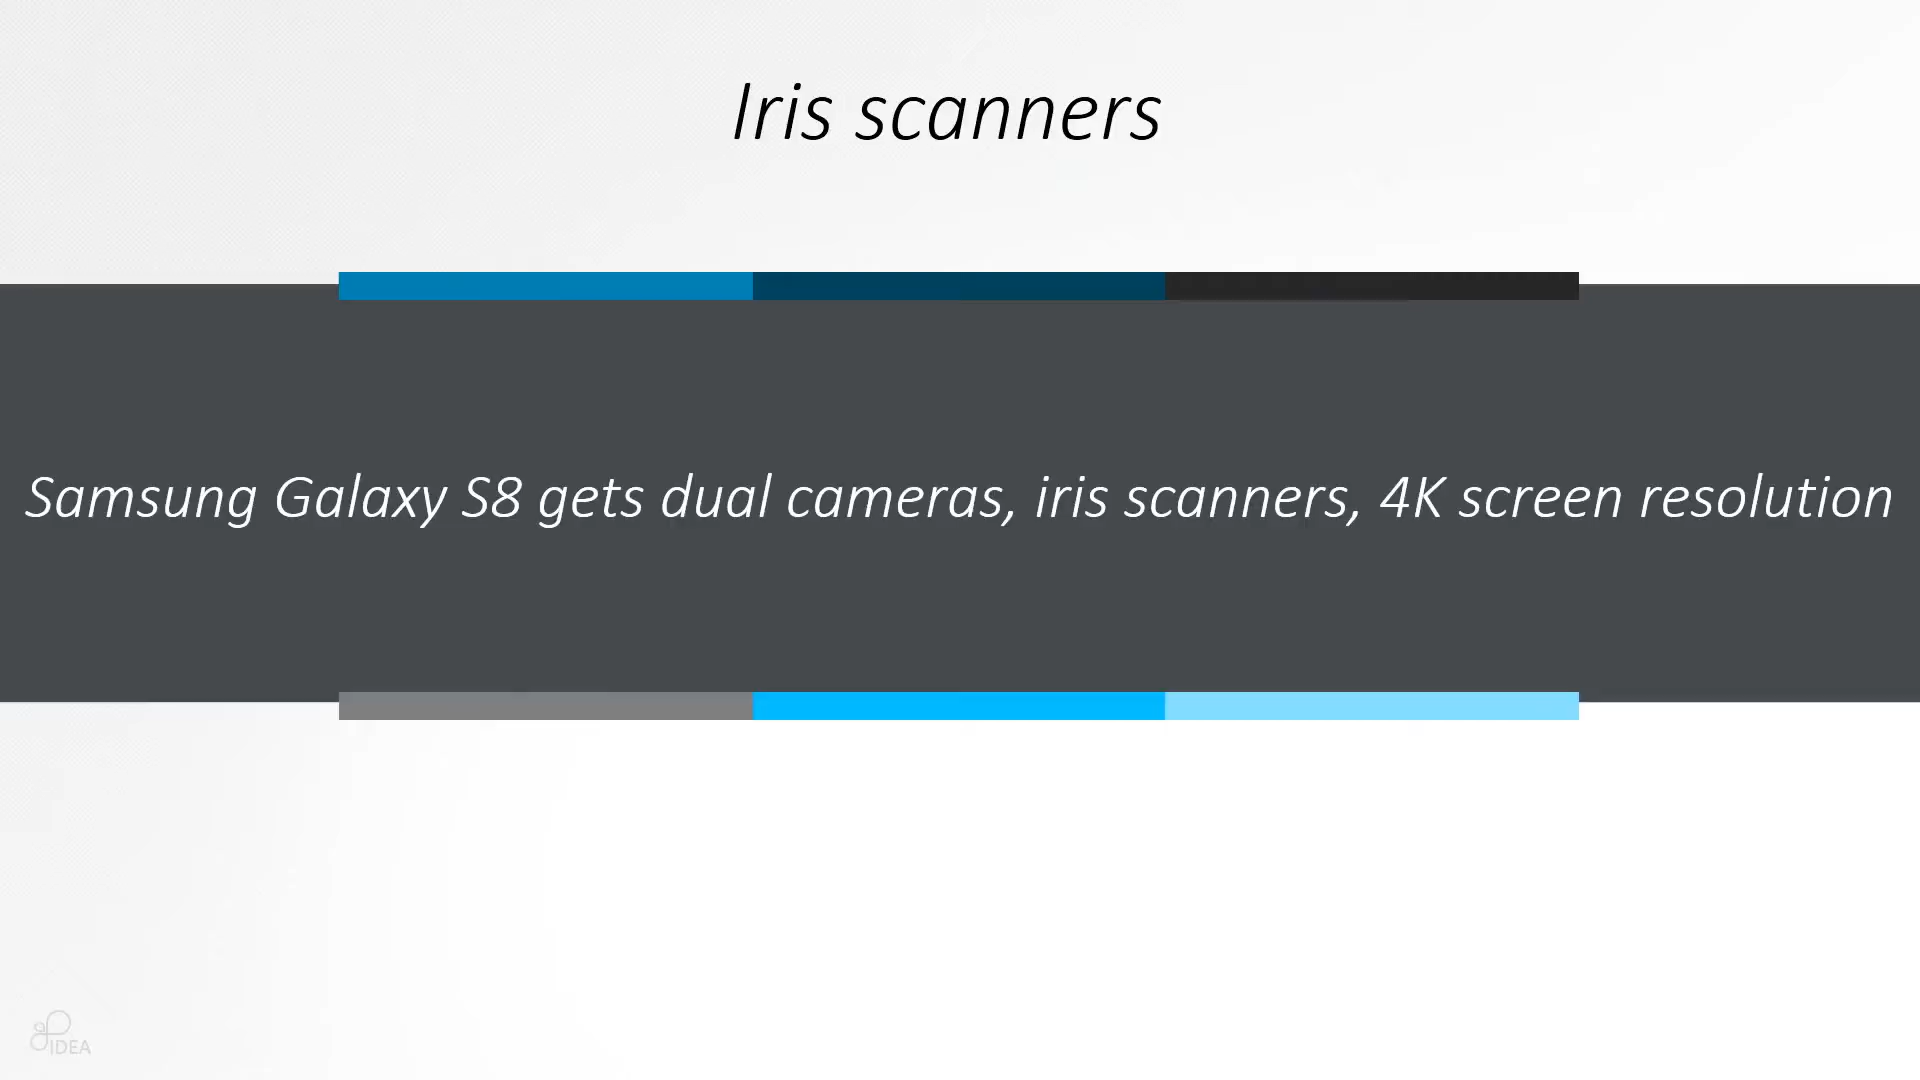 Iris scanners
Samsung Galaxy S8 gets dual cameras, iris scanners, 4K screen resolution
IDEA